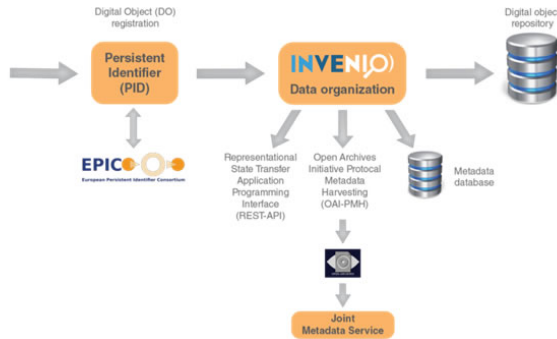 Digital Object (DO)
registration
Persistent
Identifier
(PID)
EPIC
European Persistent Identifier Consortium
INVENIO
Data organization
Digital object
repository
Representational
State Transfer
Application
Programming
Interface
(REST-API)
Open Archives
Initiative Protocal
Metadata
Harvesting
(OAI-PMH)
Metadata
database
Joint
Metadata Service